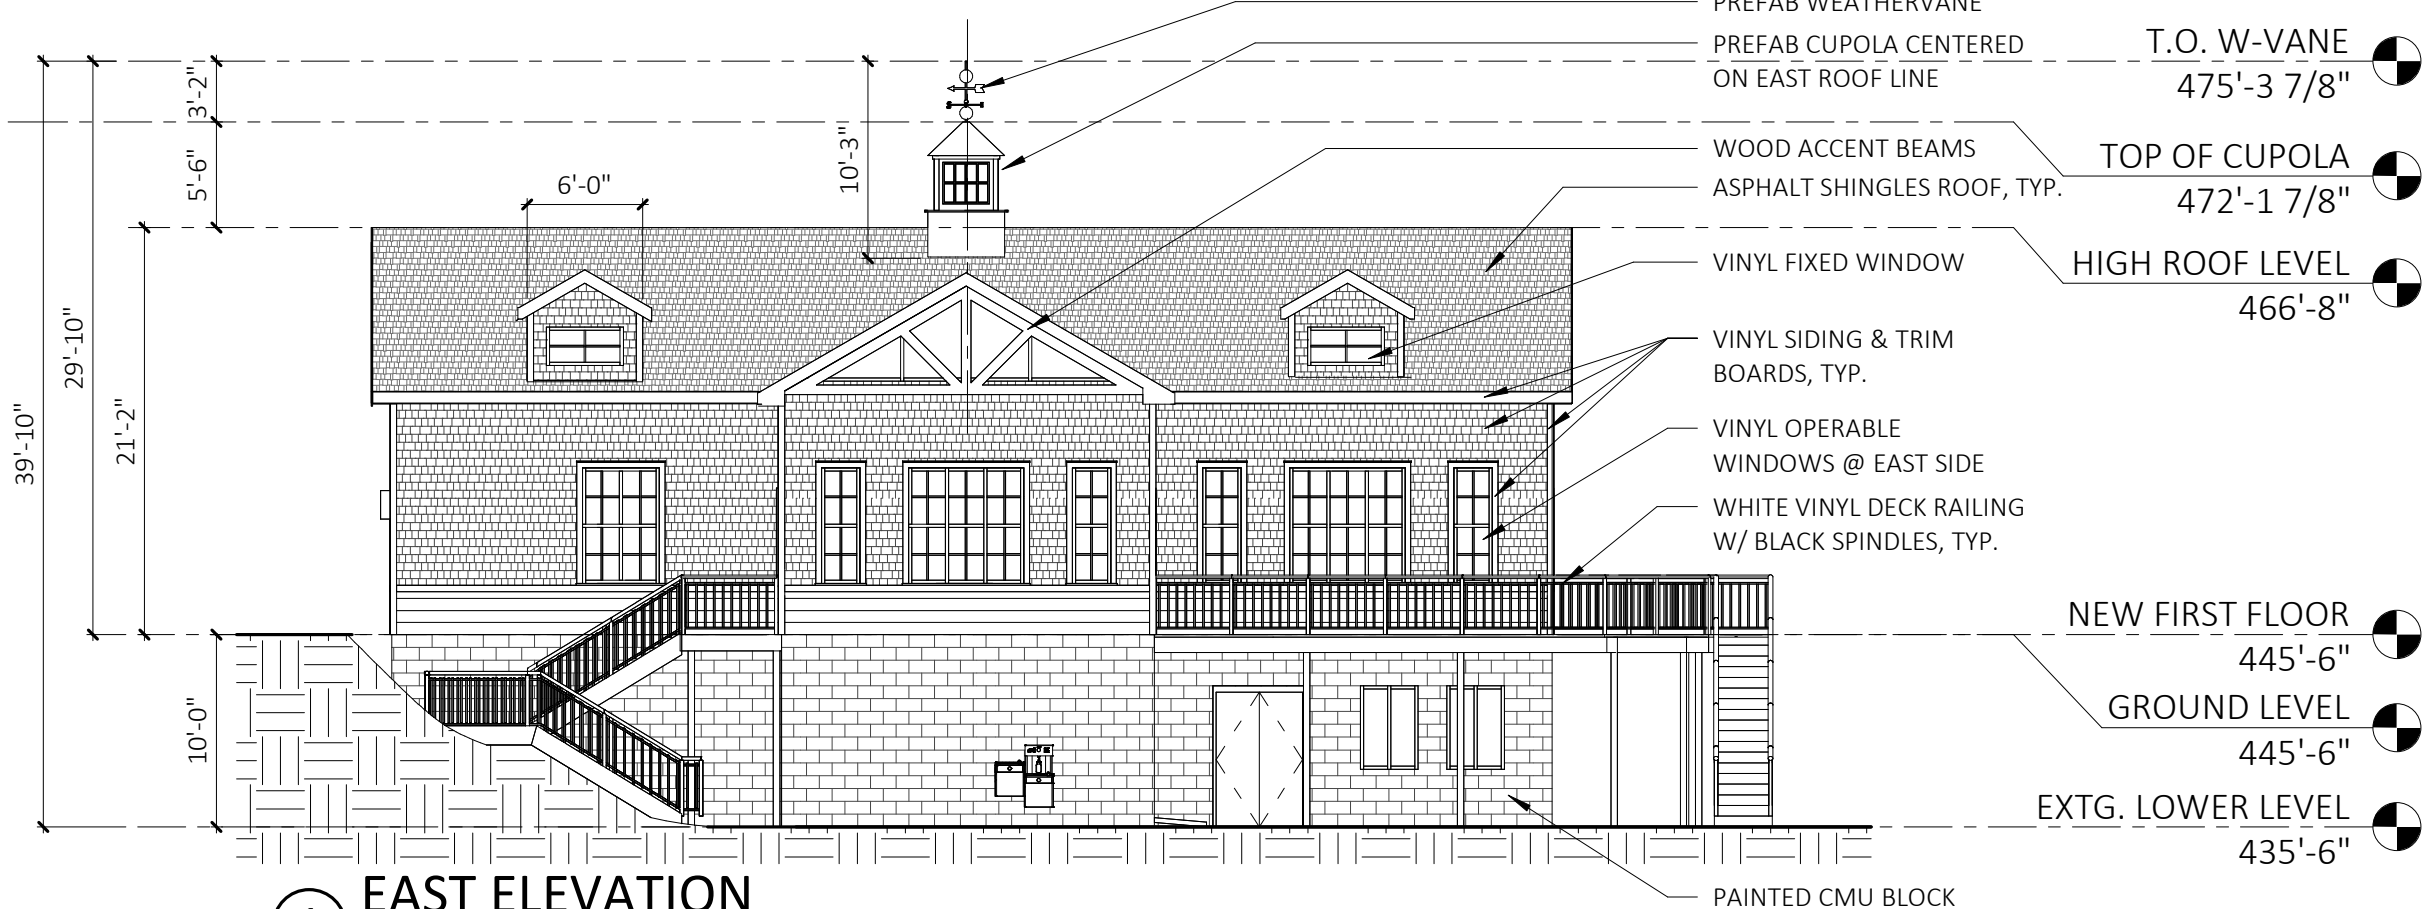 PREFAB WEATHERVANE
PREFAB CUPOLA CENTERED
ON EAST ROOF LINE
WOOD ACCENT BEAMS
ASPHALT SHINGLES ROOF, TYP.
VINYL FIXED WINDOW
VINYL SIDING & TRIM
BOARDS, TYP.
VINYL OPERABLE
WINDOWS @ EAST SIDE
WHITE VINYL DECK RAILING
W/ BLACK SPINDLES, TYP.
PAINTED CMU BLOCK
T.O. W-VANE
475'-3 7/8"
TOP OF CUPOLA
472'-1 7/8"
HIGH ROOF LEVEL
466'-8"
NEW FIRST FLOOR
445'-6"
GROUND LEVEL
445'-6"
EXTG. LOWER LEVEL
435'-6"
39'-10"
29'-10"
21'-2"
3'-2"
5'-6"
10'-0"
6'-0"
10'-3"
EAST ELEVATION